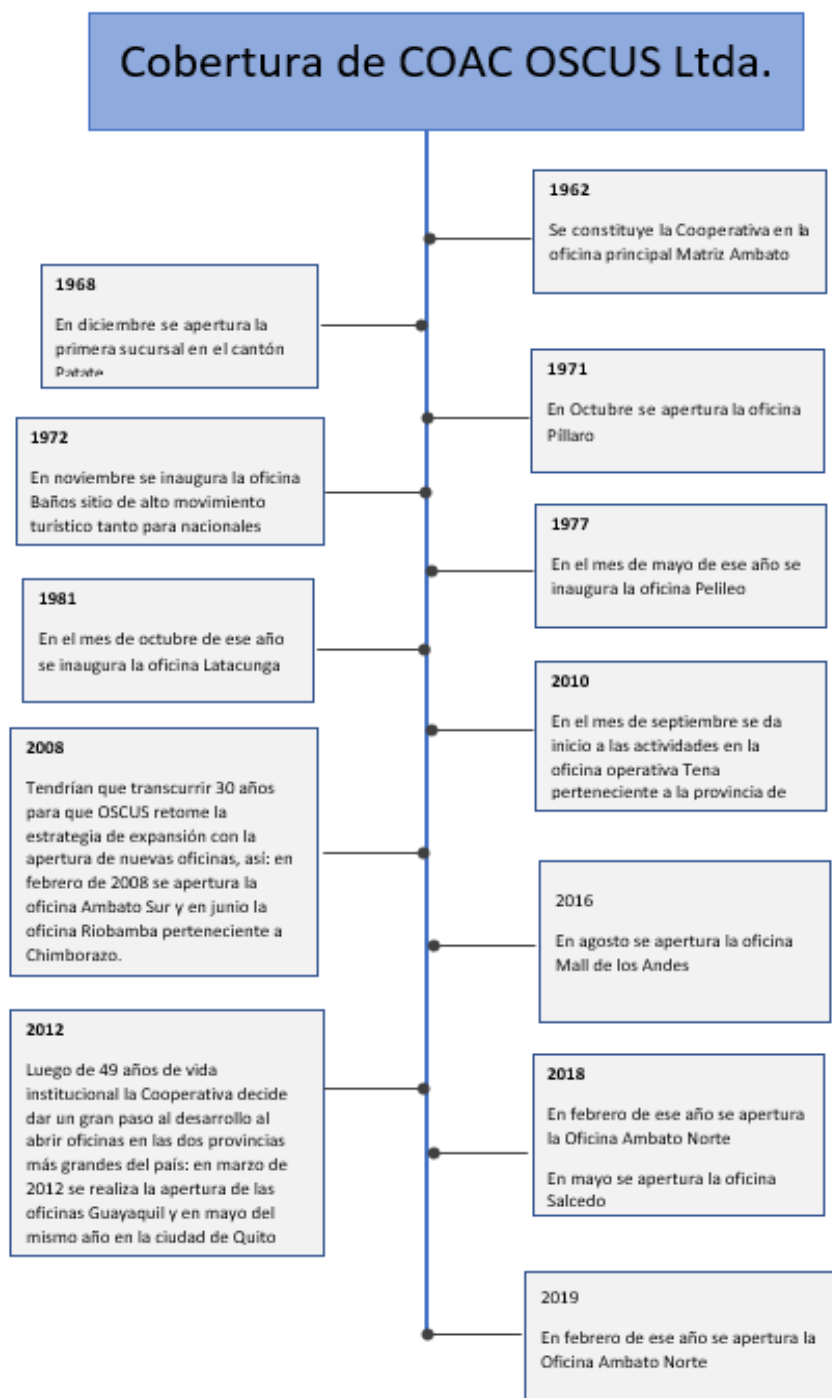 Cobertura de COAC OSCUS Ltda.
1962
Se constituye la Cooperativa en la
oficina principal Matriz Ambato
1968
En diciembre se apertura la
primera sucursal en el cantón
Patate
1971
En Octubre se apertura la oficina
Píllaro
1972
En noviembre se inaugura la oficina
Baños sitio de alto movimiento
turístico tanto para nacionales
1977
En el mes de mayo de ese año se
inaugura la oficina Pelileo
1981
En el mes de octubre de ese año
se inaugura la oficina Latacunga
2010
En el mes de septiembre se da
inicio a las actividades en la
oficina operativa Tena
perteneciente a la provincia de
2008
Tendrían que transcurrir 30 años
para que OSCUS retome la
estrategia de expansión con la
apertura de nuevas oficinas, así: en
febrero de 2008 se apertura la
oficina Ambato Sur y en junio la
oficina Riobamba perteneciente a
Chimborazo.
2016
En agosto se apertura la oficina
Mall de los Andes
2012
Luego de 49 años de vida
institucional la Cooperativa decide
dar un gran paso al desarrollo al
abrir oficinas en las dos provincias
más grandes del país: en marzo de
2012 se realiza la apertura de las
oficinas Guayaquil y en mayo del
mismo año en la ciudad de Quito
2018
En febrero de ese año se apertura
la Oficina Ambato Norte
En mayo se apertura la oficina
Salcedo
2019
En febrero de ese año se apertura la
Oficina Ambato Norte